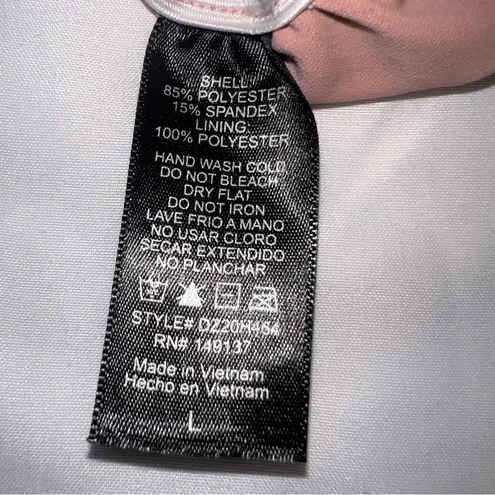 SHELL:
85% POLYESTER
15% SPANDEX
LINING:
100% POLYESTER
HAND WASH COLD
DO NOT BLEACH
DRY FLAT
DO NOT IRON
LAVE FRIO A MANO
NO USAR CLORO
SECAR EXTENDIDO
NO PLANCHAR
STYLE# DZ20H464
RN# 149137
Made in Vietnam
Hecho en Vietnam
L